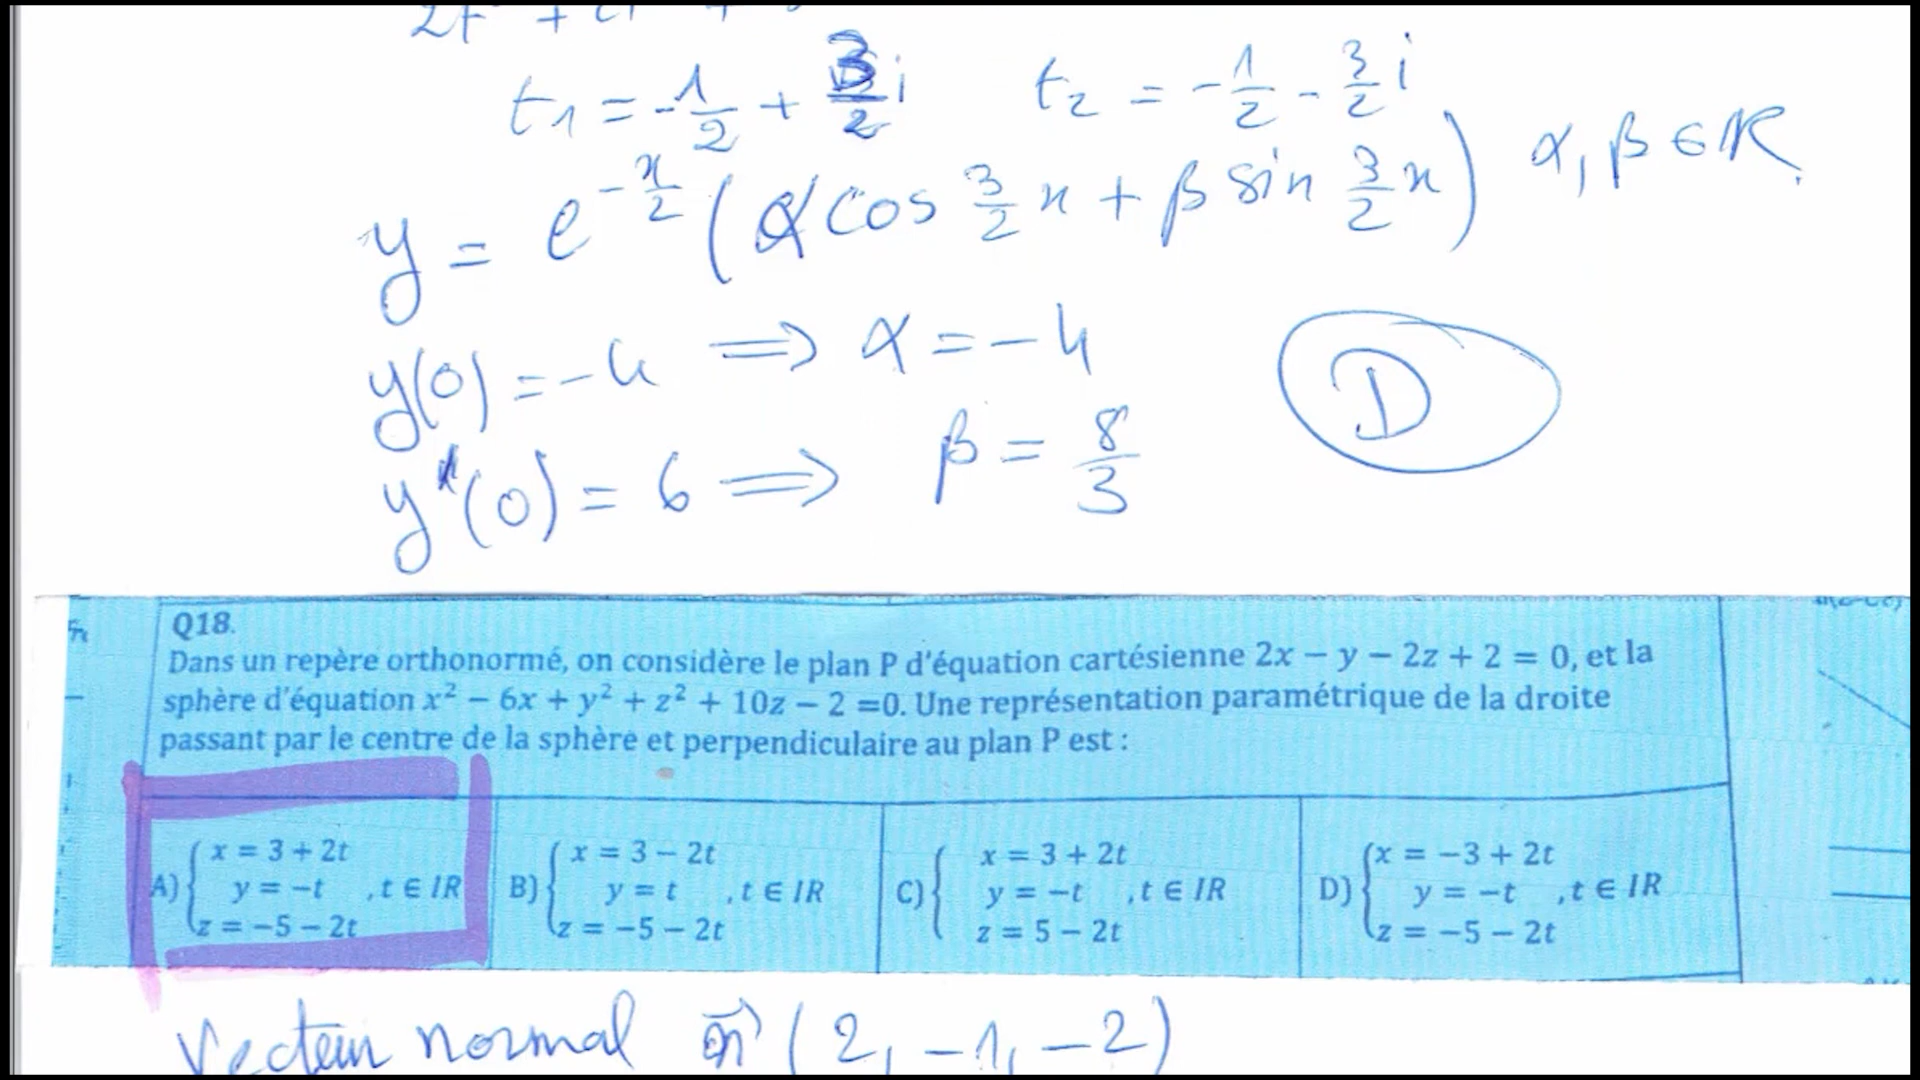 t₁ = -1/2 + 3/2 i    t₂ = -1/2 - 3/2 i
y = e^(-x/2) (α cos 3/2 x + β sin 3/2 x)  α, β ∈ ℝ.
y(0) = -4 ⟹ α = -4
D
y'(0) = 6 ⟹ β = 8/3
Q18.
Dans un repère orthonormé, on considère le plan P d'équation cartésienne 2x − y − 2z + 2 = 0, et la
sphère d'équation x² − 6x + y² + z² + 10z − 2 =0. Une représentation paramétrique de la droite
passant par le centre de la sphère et perpendiculaire au plan P est :
A) { x = 3 + 2t
y = −t , t ∈ IR
z = −5 − 2t
B) { x = 3 − 2t
y = t , t ∈ IR
z = −5 − 2t
C) { x = 3 + 2t
y = −t , t ∈ IR
z = 5 − 2t
D) { x = −3 + 2t
y = −t , t ∈ IR
z = −5 − 2t
Vecteur normal n⃗ (2, -1, -2)